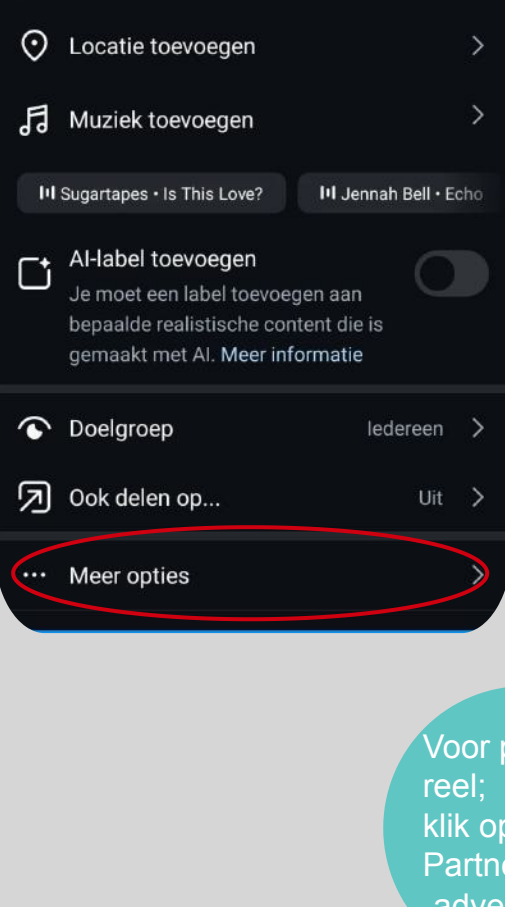 Locatie toevoegen
Muziek toevoegen
Sugartapes • Is This Love?
Jennah Bell • Echo
AI-label toevoegen
Je moet een label toevoegen aan
bepaalde realistische content die is
gemaakt met AI. Meer informatie
Doelgroep
Iedereen
Ook delen op...
Uit
Meer opties
Voor
reel;
klik